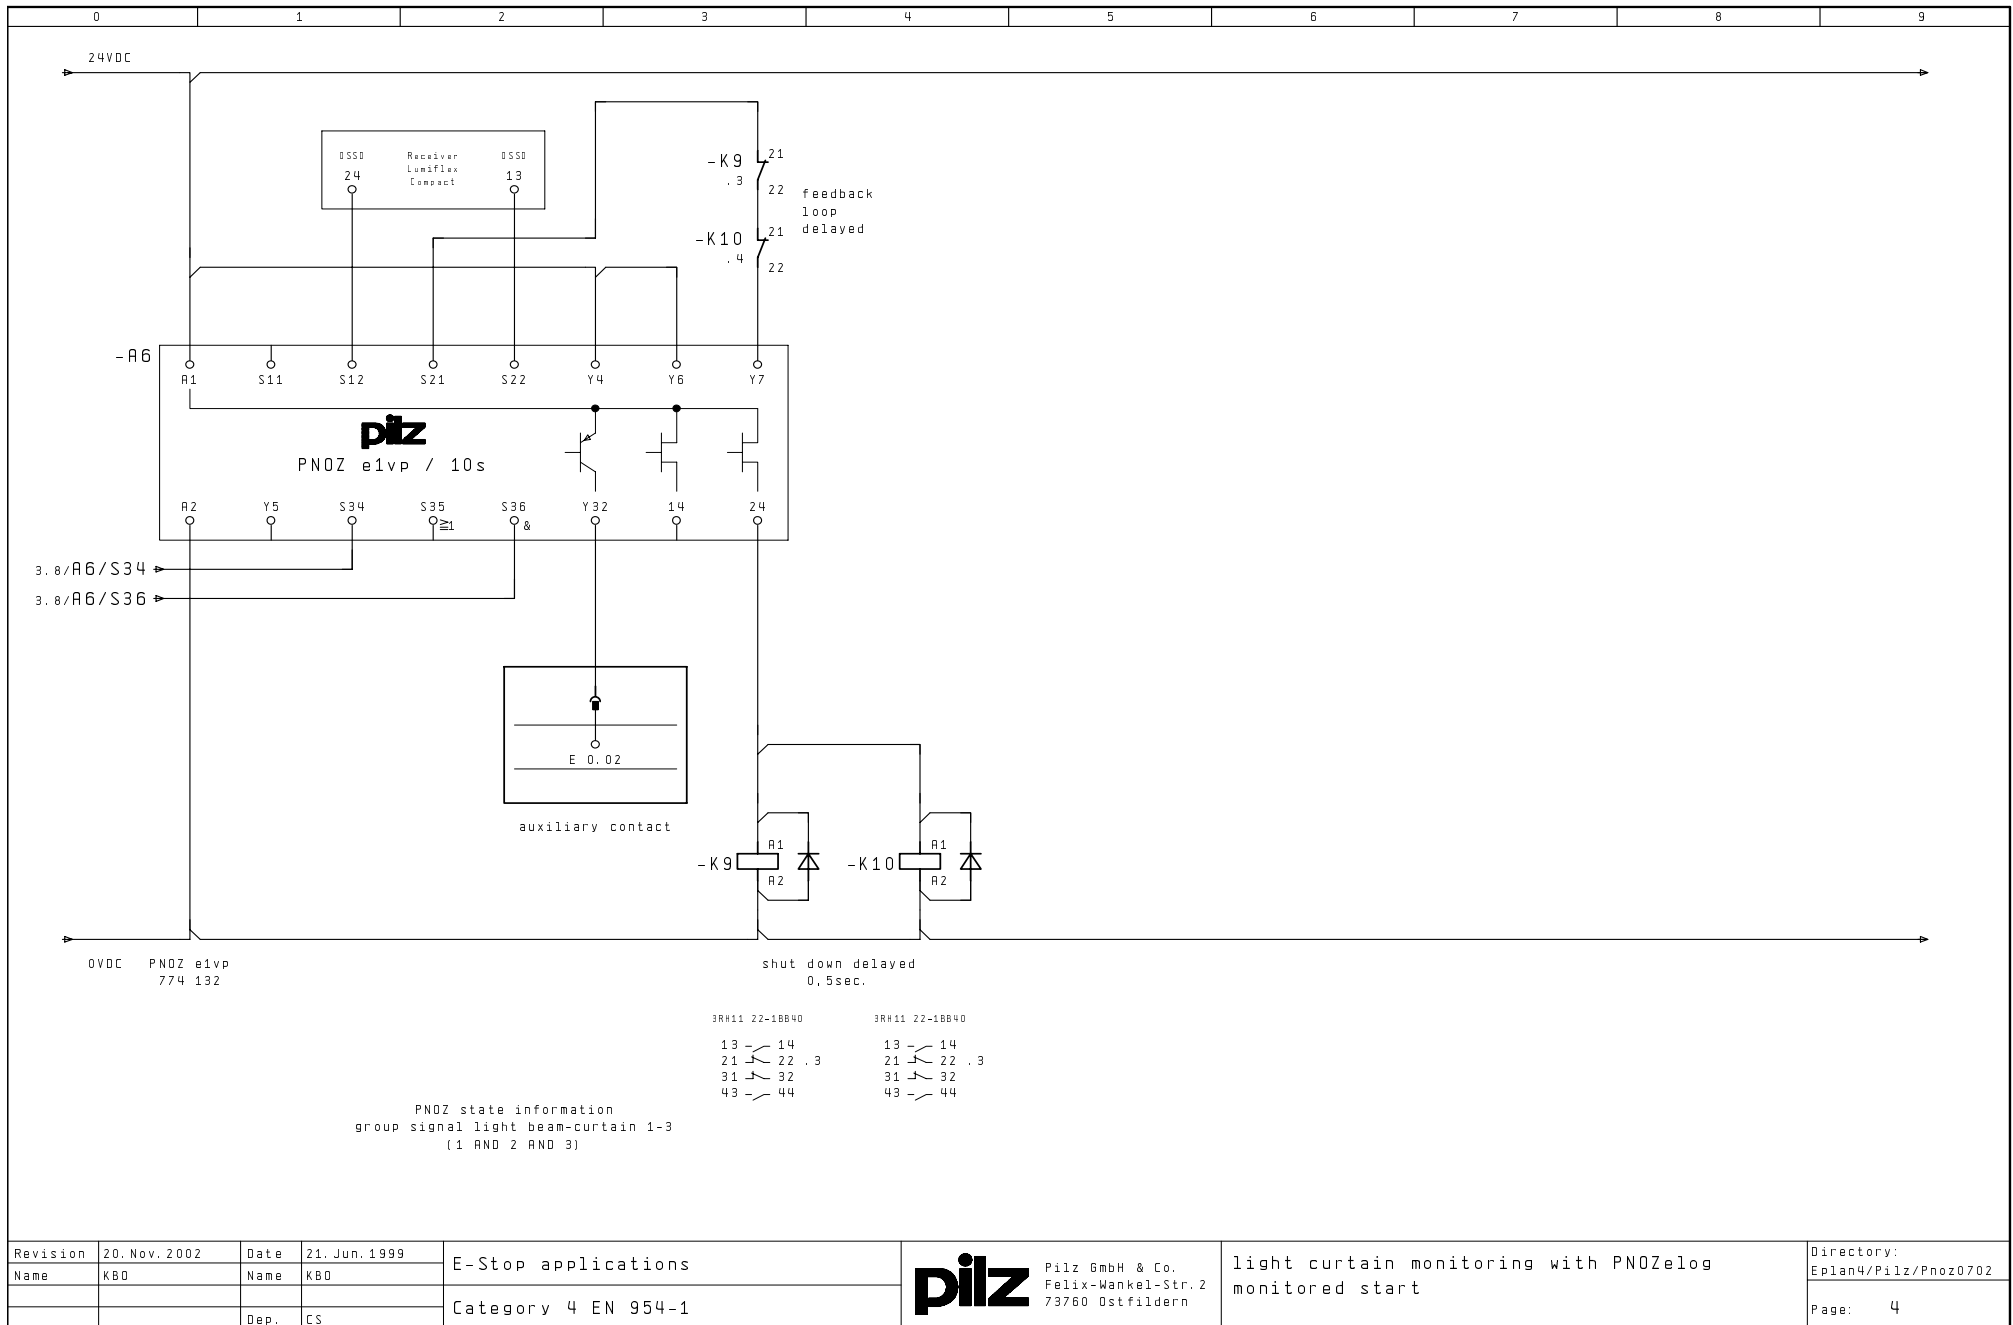 0 1 2 3 4 5 6 7 8 9
24VDC
OSSD Receiver OSSD
Lumiflex
24 Compact 13
-K9 21
.3 22
feedback
loop
delayed
-K10 21
.4 22
-A6
A1 S11 S12 S21 S22 Y4 Y6 Y7
pilz
PNOZ e1vp / 10s
A2 Y5 S34 S35 S36 Y32 14 24
≧1 &
3.8/A6/S34
3.8/A6/S36
E 0.02
auxiliary contact
-K9 A1
A2
-K10 A1
A2
0VDC PNOZ e1vp
774 132
shut down delayed
0,5sec.
3RH11 22-1BB40 3RH11 22-1BB40
13 14 13 14
21 22 .3 21 22 .3
31 32 31 32
43 44 43 44
PNOZ state information
group signal light beam-curtain 1-3
(1 AND 2 AND 3)
Revision 20.Nov.2002 Date 21.Jun.1999
Name KBO Name KBO
Dep. CS
E-Stop applications
Category 4 EN 954-1
pilz
Pilz GmbH & Co.
Felix-Wankel-Str.2
73760 Ostfildern
light curtain monitoring with PNOZelog
monitored start
Directory:
Eplan4/Pilz/Pnoz0702
Page: 4